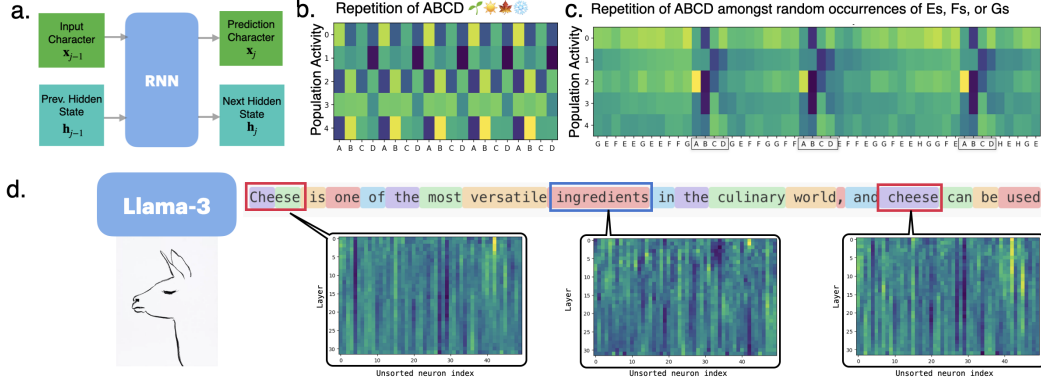 a.
Input
Character
x_{j−1}
RNN
Prediction
Character
x_j
Prev. Hidden
State
h_{j−1}
Next Hidden
State
h_j
b.
Repetition of ABCD
Population Activity
0
1
2
3
4
A B C D A B C D A B C D A B C D A B C D A B C D
c. Repetition of ABCD amongst random occurrences of Es, Fs, or Gs
Population Activity
0
1
2
3
4
A B C D
A B C D
A B C D
d.
Llama-3
Cheese is one of the most versatile ingredients in the culinary world, and cheese can be used
Layer
0
10
20
30
0 10 20 30 40
Unsorted neuron index
Layer
0
5
10
15
20
25
30
0 10 20 30 40
Unsorted neuron index
Layer
0
5
10
15
20
25
30
0 10 20 30 40
Unsorted neuron index